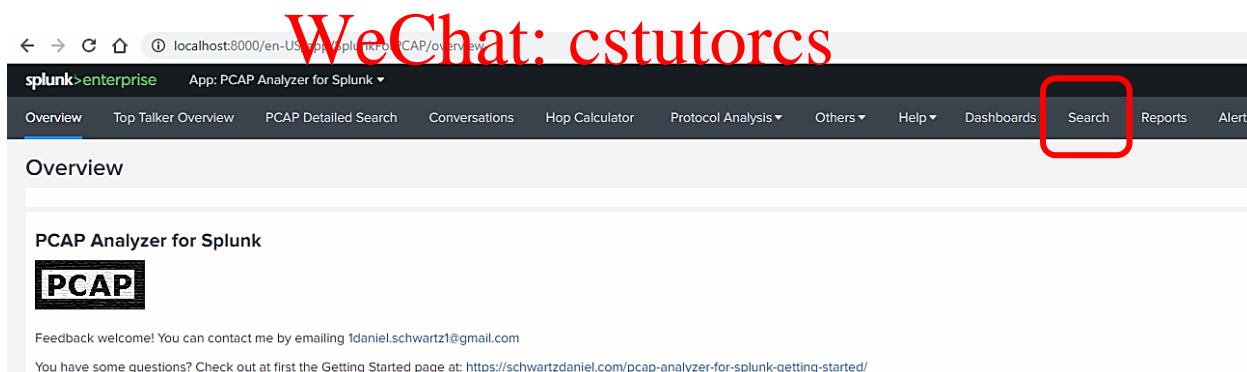 WeChat: cstutorcs
localhost:8000/en-US/app/SplunkForPCAP/overview
splunk>enterprise App: PCAP Analyzer for Splunk
Overview Top Talker Overview PCAP Detailed Search Conversations Hop Calculator Protocol Analysis Others Help Dashboards Search Reports Alert
Overview
PCAP Analyzer for Splunk
PCAP
Feedback welcome! You can contact me by emailing 1daniel.schwartz1@gmail.com
You have some questions? Check out at first the Getting Started page at: https://schwartzdaniel.com/pcap-analyzer-for-splunk-getting-started/